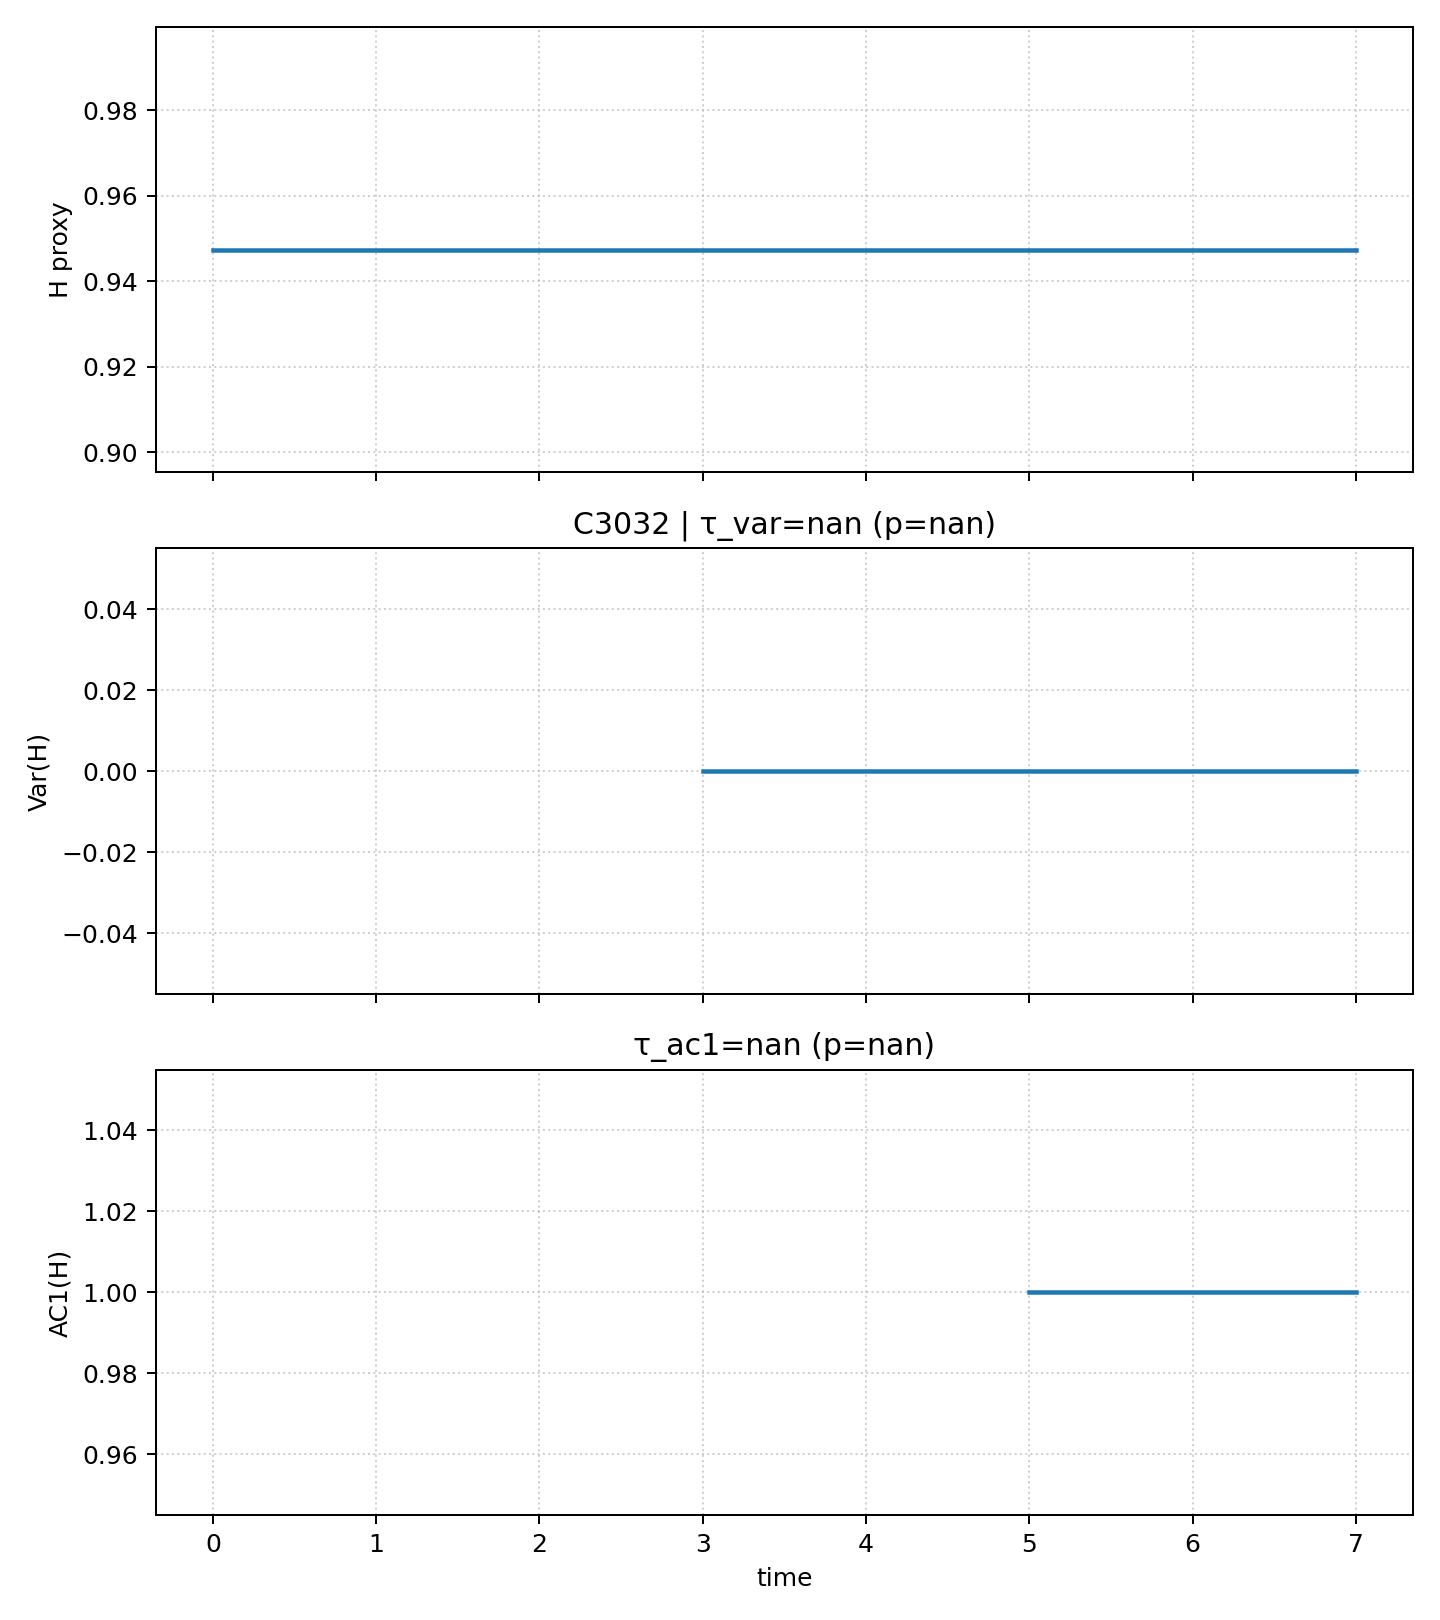 H proxy
0.98
0.96
0.94
0.92
0.90
C3032 | τ_var=nan (p=nan)
Var(H)
0.04
0.02
0.00
−0.02
−0.04
τ_ac1=nan (p=nan)
AC1(H)
1.04
1.02
1.00
0.98
0.96
0 1 2 3 4 5 6 7
time